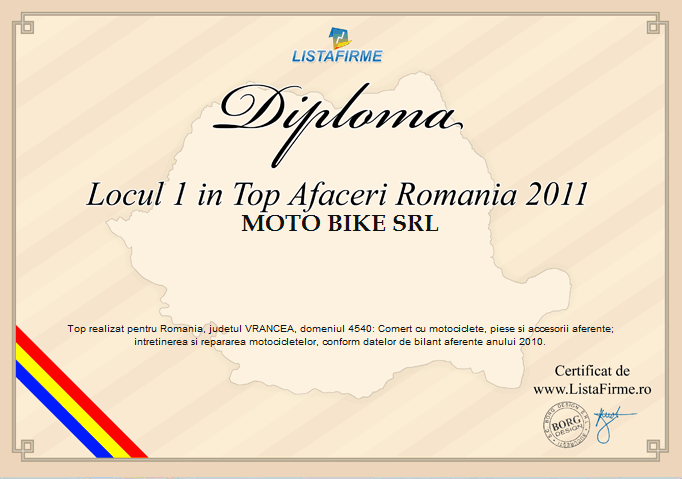 LISTAFIRME
Diploma
Locul 1 in Top Afaceri Romania 2011
MOTO BIKE SRL
Top realizat pentru Romania, judetul VRANCEA, domeniul 4540: Comert cu motociclete, piese si accesorii aferente;
intretinerea si repararea motocicletelor, conform datelor de bilant aferente anului 2010.
Certificat de
www.ListaFirme.ro
BORG
DESIGN